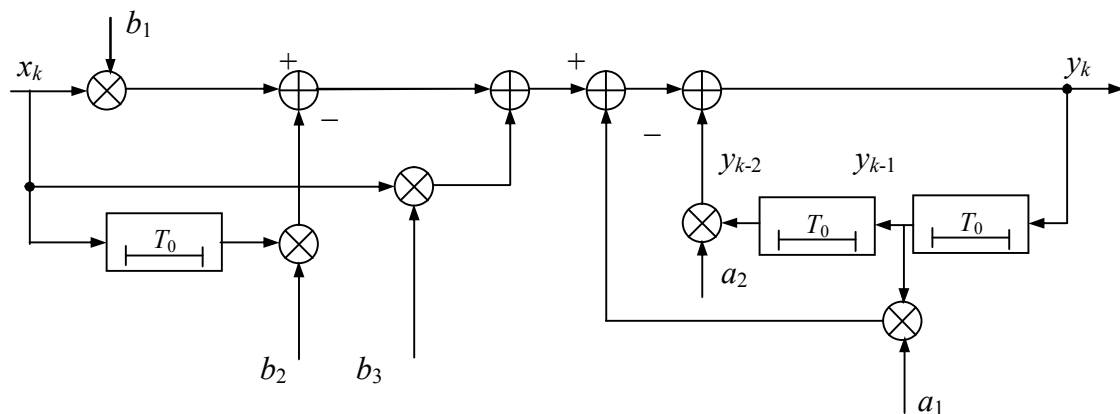 b₁
xₖ + + yₖ
− −
yₖ₋₂ yₖ₋₁
T₀ T₀ T₀
a₂
b₂ b₃
a₁